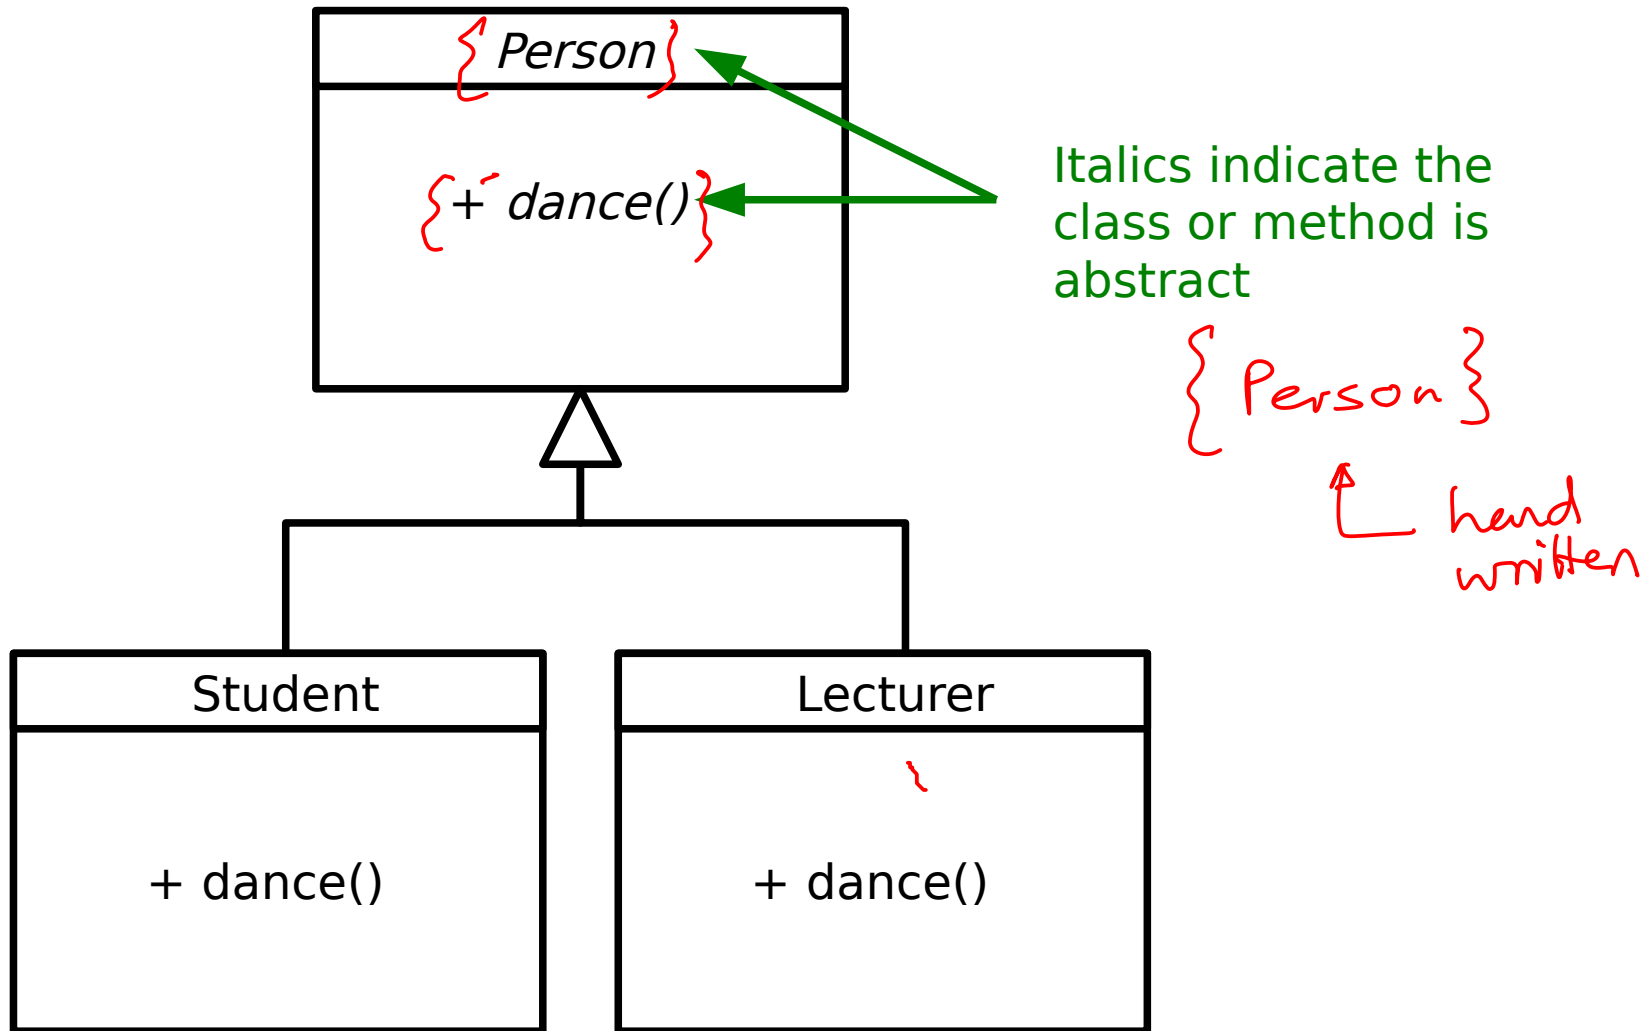 { Person }
{ + dance() }
Italics indicate the
class or method is
abstract
{ Person }
hand
written
Student
Lecturer
+ dance()
+ dance()